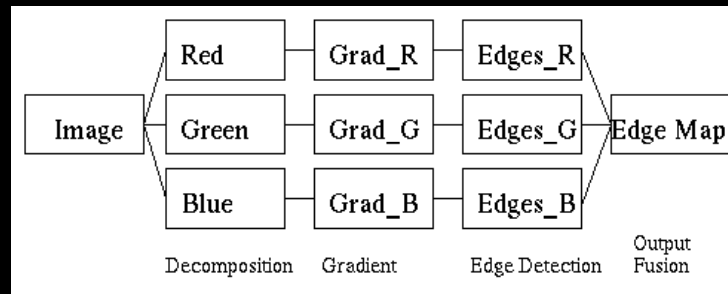 Red Grad_R Edges_R
Image Green Grad_G Edges_G Edge Map
Blue Grad_B Edges_B
Output
Decomposition Gradient Edge Detection Fusion